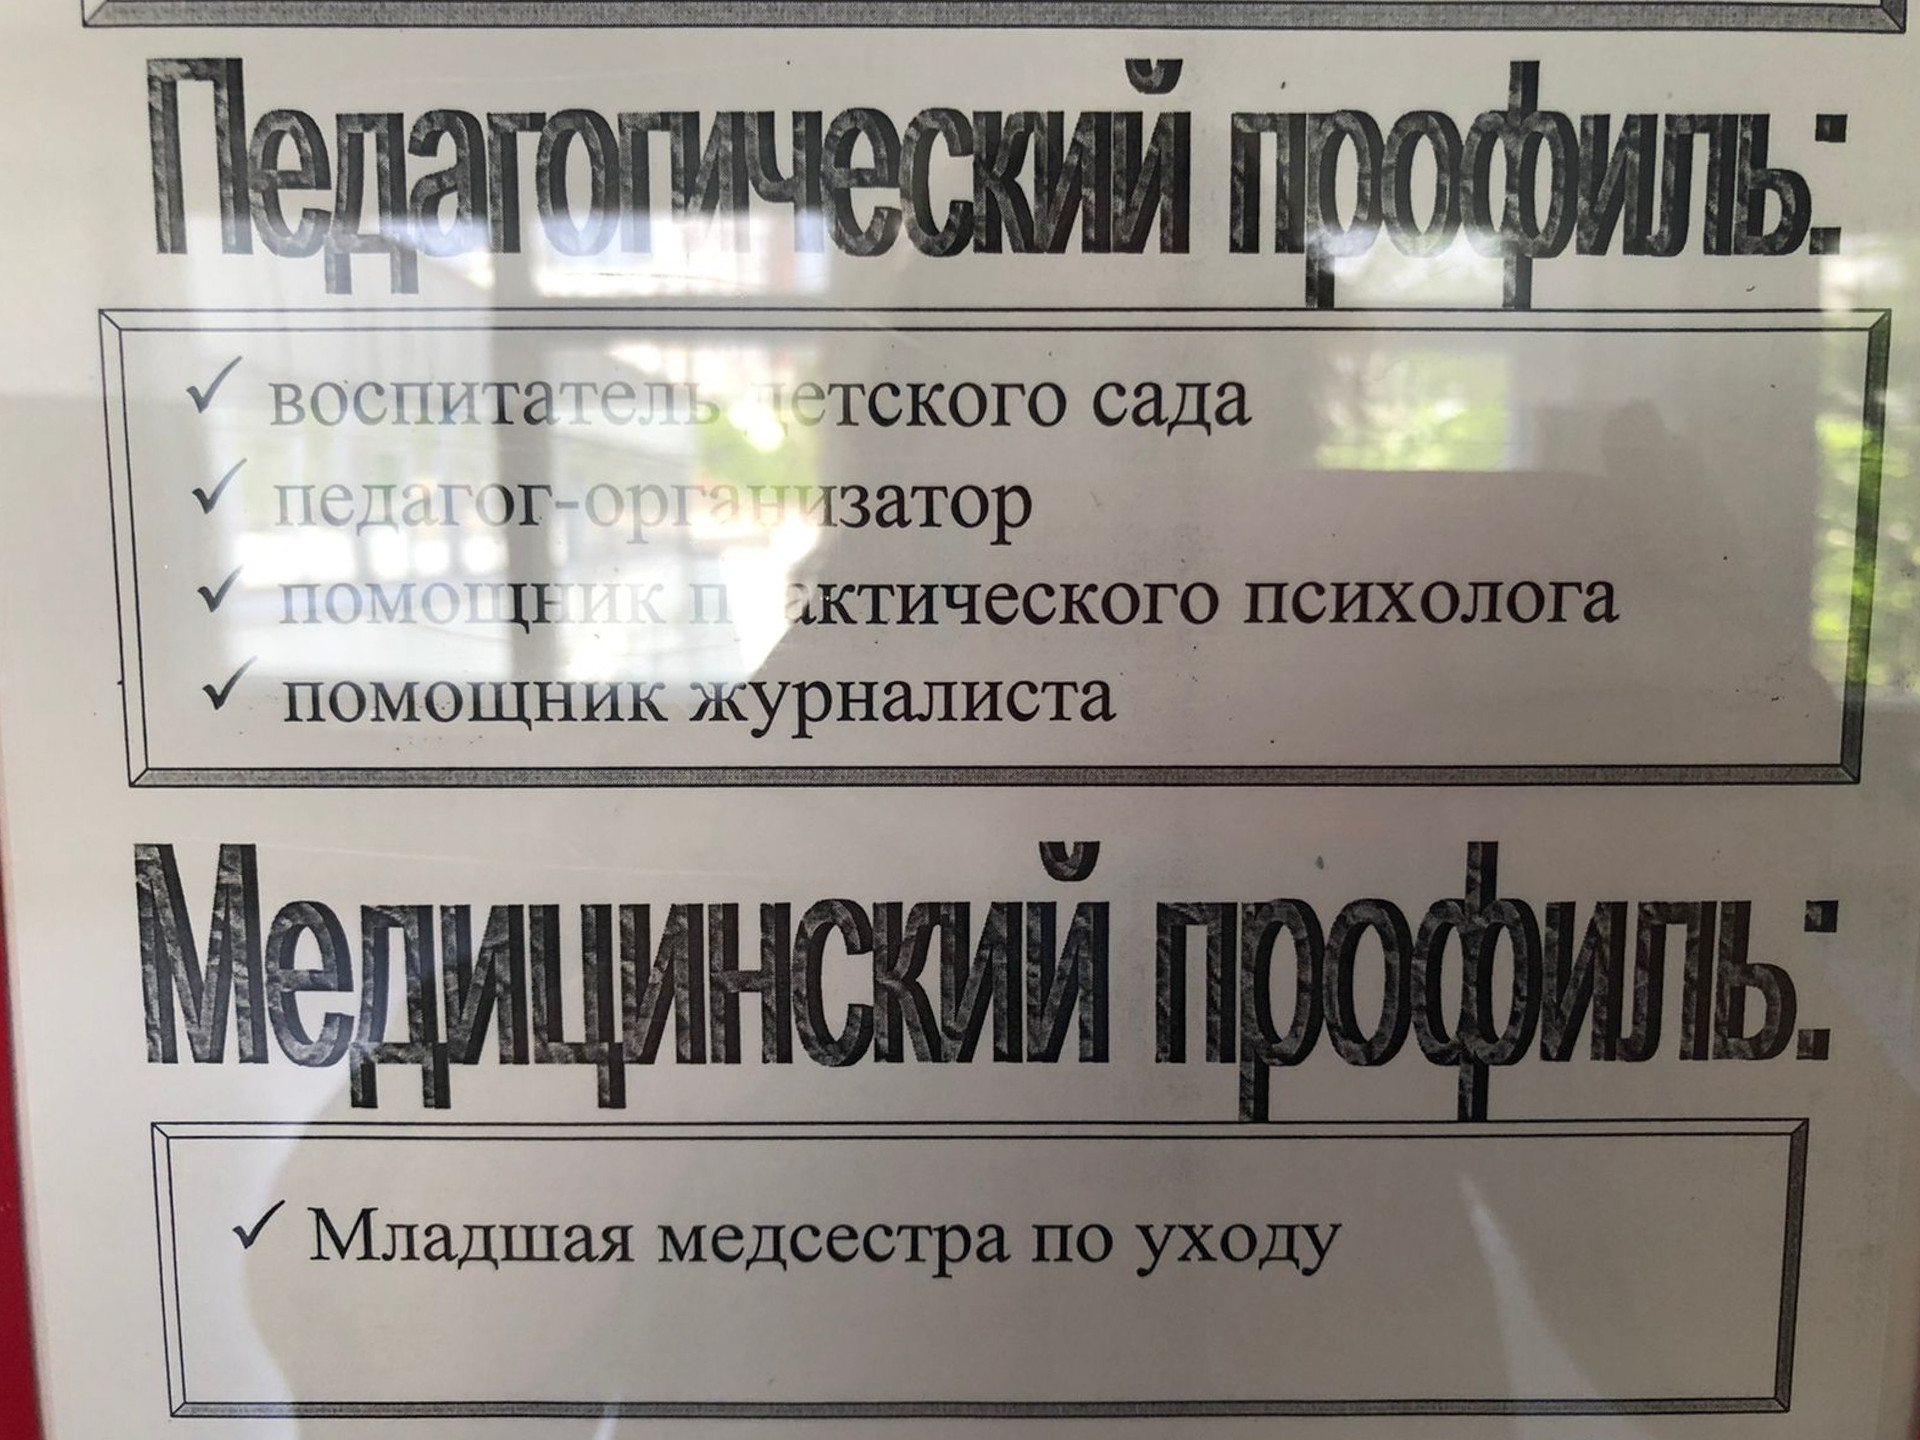 Педагогический профиль:
✓ воспитатель детского сада
✓ педагог-организатор
✓ помощник практического психолога
✓ помощник журналиста
Медицинский профиль:
✓ Младшая медсестра по уходу